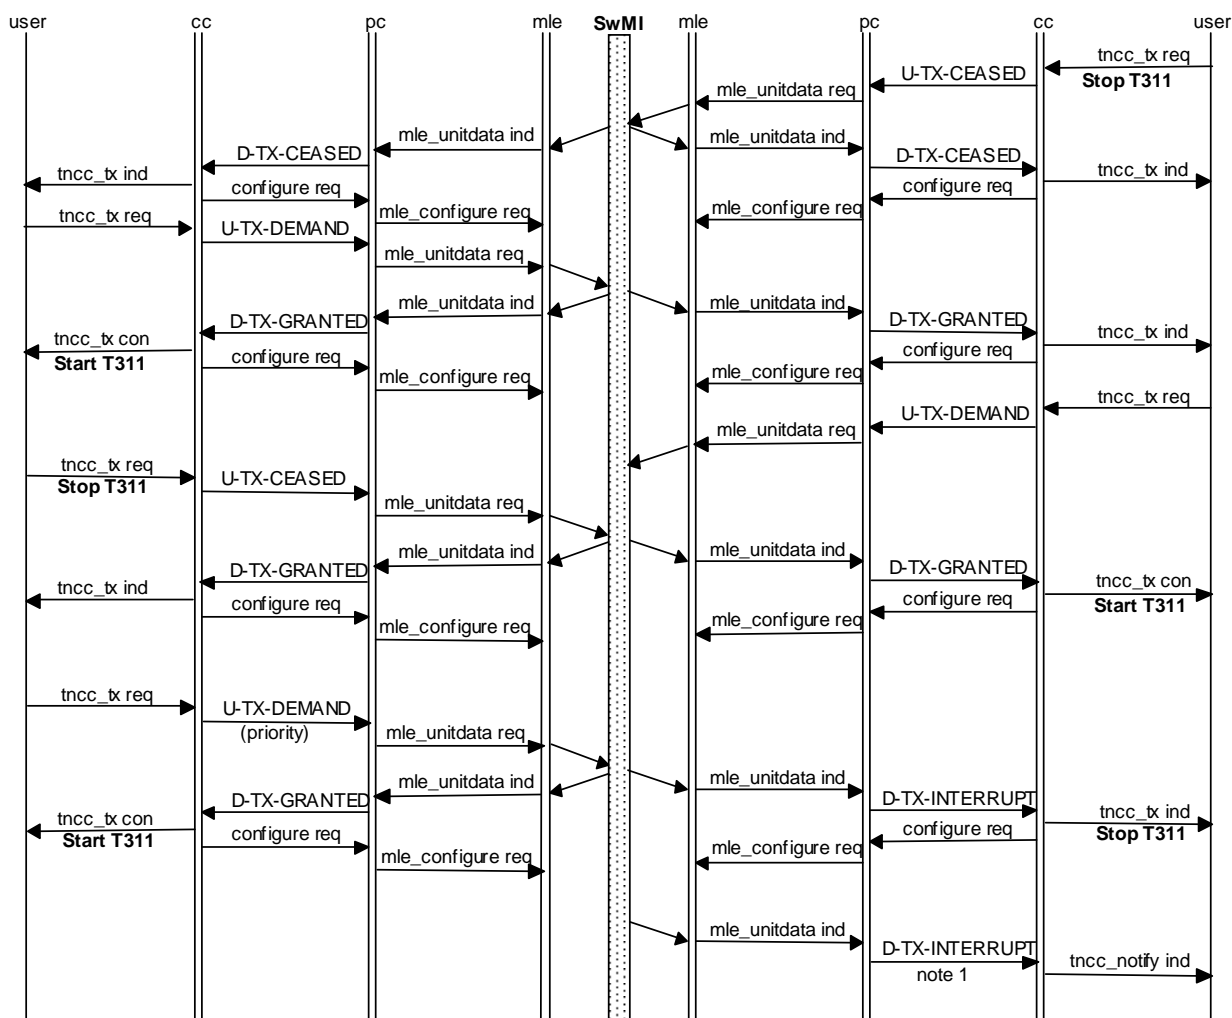 user cc pc mle SwMI mle pc cc user
tncc_tx req
U-TX-CEASED
Stop T311
mle_unitdata req
mle_unitdata ind
mle_unitdata ind
D-TX-CEASED
D-TX-CEASED
tncc_tx ind
tncc_tx ind
configure req
configure req
tncc_tx req
mle_configure req
mle_configure req
U-TX-DEMAND
mle_unitdata req
mle_unitdata ind
mle_unitdata ind
D-TX-GRANTED
D-TX-GRANTED
tncc_tx con
tncc_tx ind
Start T311
configure req
configure req
mle_configure req
mle_configure req
tncc_tx req
U-TX-DEMAND
mle_unitdata req
tncc_tx req
Stop T311
U-TX-CEASED
mle_unitdata req
mle_unitdata ind
mle_unitdata ind
D-TX-GRANTED
D-TX-GRANTED
tncc_tx ind
tncc_tx con
configure req
configure req
Start T311
mle_configure req
mle_configure req
tncc_tx req
U-TX-DEMAND
(priority)
mle_unitdata req
mle_unitdata ind
mle_unitdata ind
D-TX-GRANTED
D-TX-INTERRUPT
tncc_tx con
tncc_tx ind
Start T311
configure req
configure req
Stop T311
mle_configure req
mle_configure req
mle_unitdata ind
D-TX-INTERRUPT
note 1
tncc_notify ind